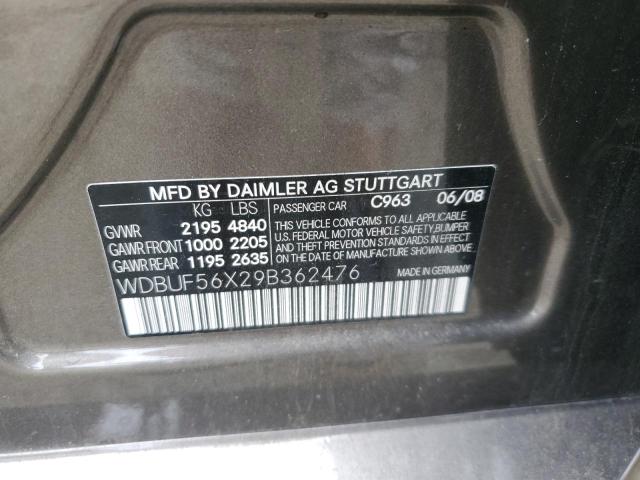 MFD BY DAIMLER AG STUTTGART
KG LBS PASSENGER CAR C963 06/08
GVWR 2195 4840
GAWR FRONT 1000 2205
GAWR REAR 1195 2635
THIS VEHICLE CONFORMS TO ALL APPLICABLE
U.S. FEDERAL MOTOR VEHICLE SAFETY,BUMPER
AND THEFT PREVENTION STANDARDS IN EFFECT
ON THE DATE OF MANUFACTURE SHOWN ABOVE.
WDBUF56X29B362476 MADE IN GERMANY